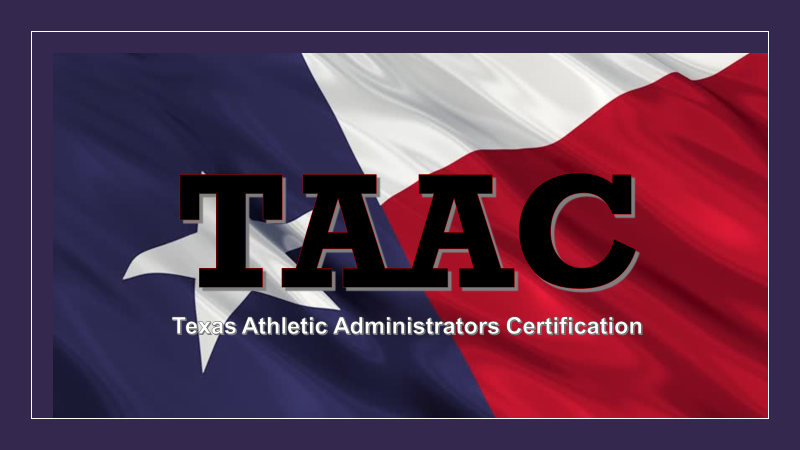 TAAC
Texas Athletic Administrators Certification